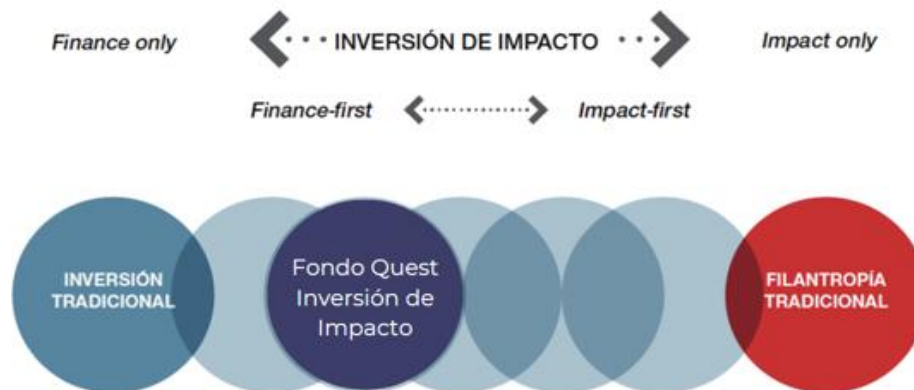 Finance only
INVERSIÓN DE IMPACTO
Impact only
Finance-first
Impact-first
INVERSIÓN
TRADICIONAL
Fondo Quest
Inversión de
Impacto
FILANTROPÍA
TRADICIONAL